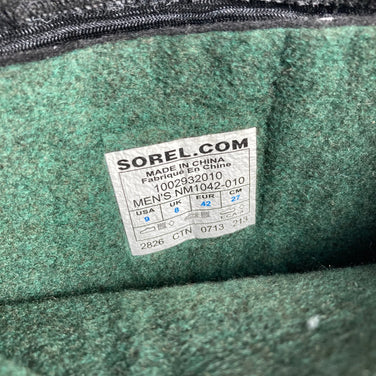 SOREL.COM
MADE IN CHINA
Fabriqué En Chine
1002932010
MEN'S NM1042-010
USA UK EUR CM
9 8 42 27
2826 CTN 0713